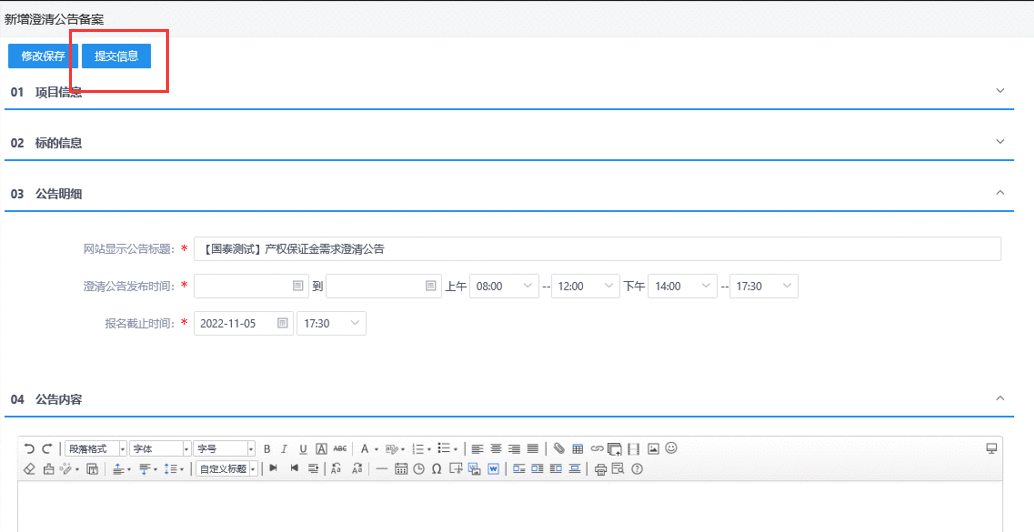 新增澄清公告备案
修改保存 提交信息
01 项目信息
02 标的信息
03 公告明细
网站显示公告标题: * 【国泰测试】产权保证金需求澄清公告
澄清公告发布时间: * 到 上午 08:00 -- 12:00 下午 14:00 -- 17:30
报名截止时间: * 2022-11-05 17:30
04 公告内容
段落格式 字体 字号 B I U A ABC A
自定义标题